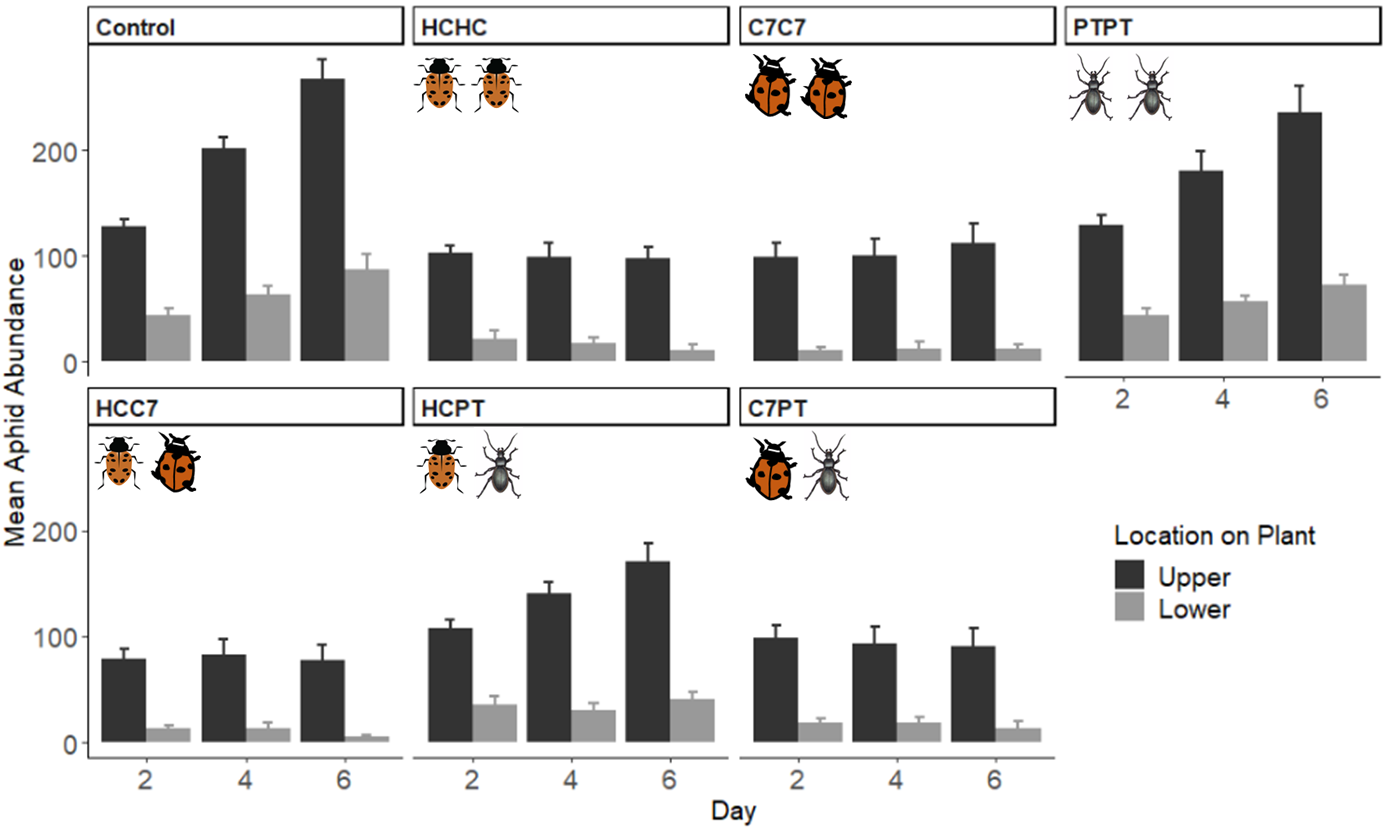 Control
HCHC
C7C7
PTPT
200
100
0
2 4 6
HCC7
HCPT
C7PT
200
100
0
2 4 6
2 4 6
2 4 6
Mean Aphid Abundance
Day
Location on Plant
Upper
Lower